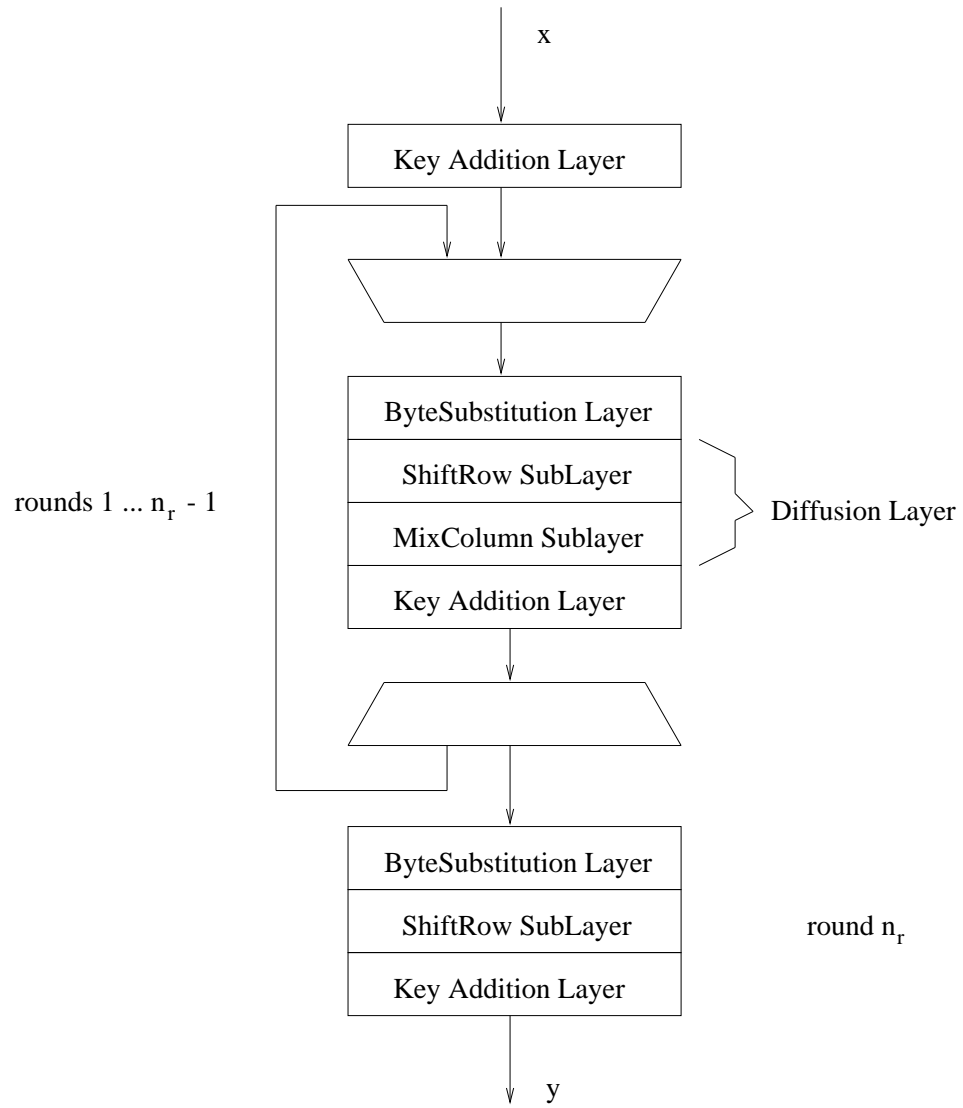 x
Key Addition Layer
ByteSubstitution Layer
ShiftRow SubLayer
rounds 1 ... n_r - 1
Diffusion Layer
MixColumn Sublayer
Key Addition Layer
ByteSubstitution Layer
ShiftRow SubLayer
round n_r
Key Addition Layer
y